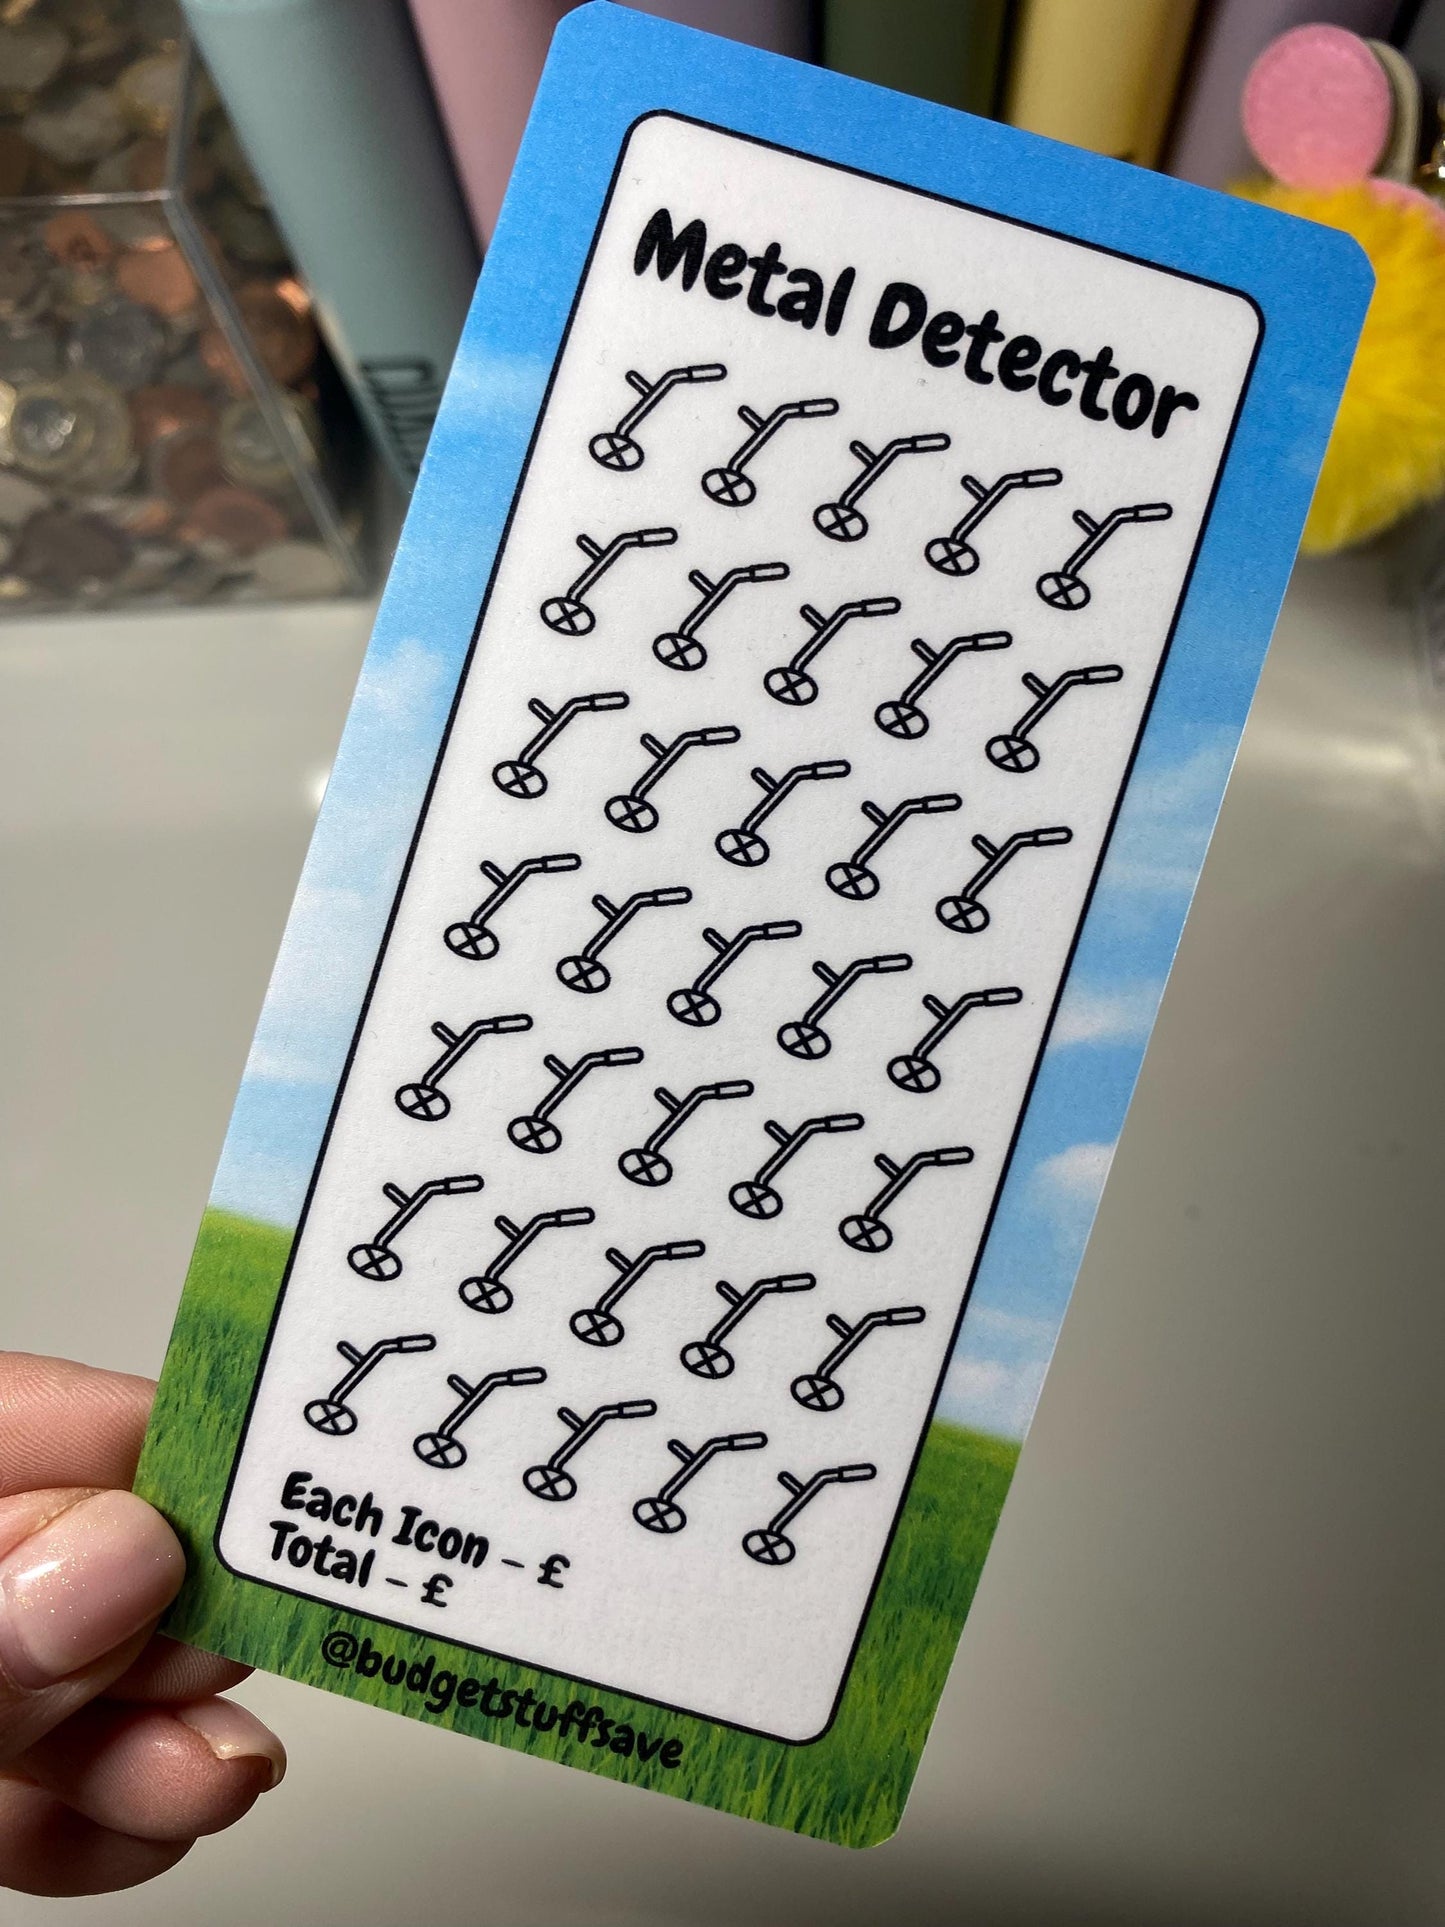 Metal Detector
Each Icon - £
Total - £
@budgetstuffsave